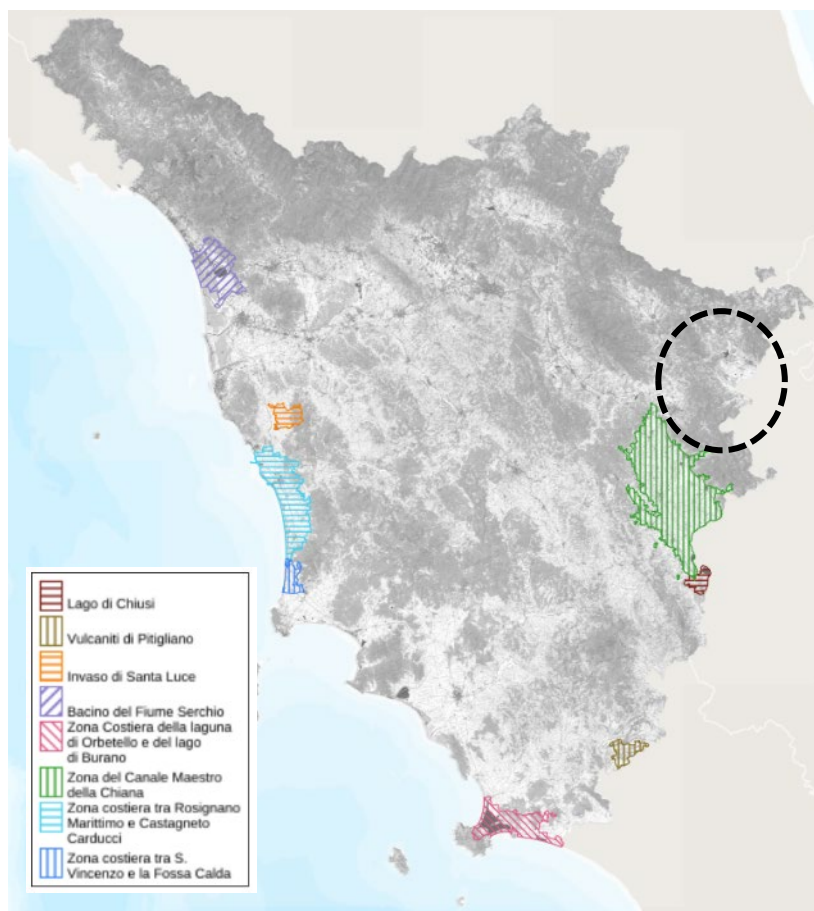 Lago di Chiusi
Vulcaniti di Pitigliano
Invaso di Santa Luce
Bacino del Fiume Serchio
Zona Costiera della laguna
di Orbetello e del lago
di Burano
Zona del Canale Maestro
della Chiana
Zona costiera tra Rosignano
Marittimo e Castagneto
Carducci
Zona costiera tra S.
Vincenzo e la Fossa Calda